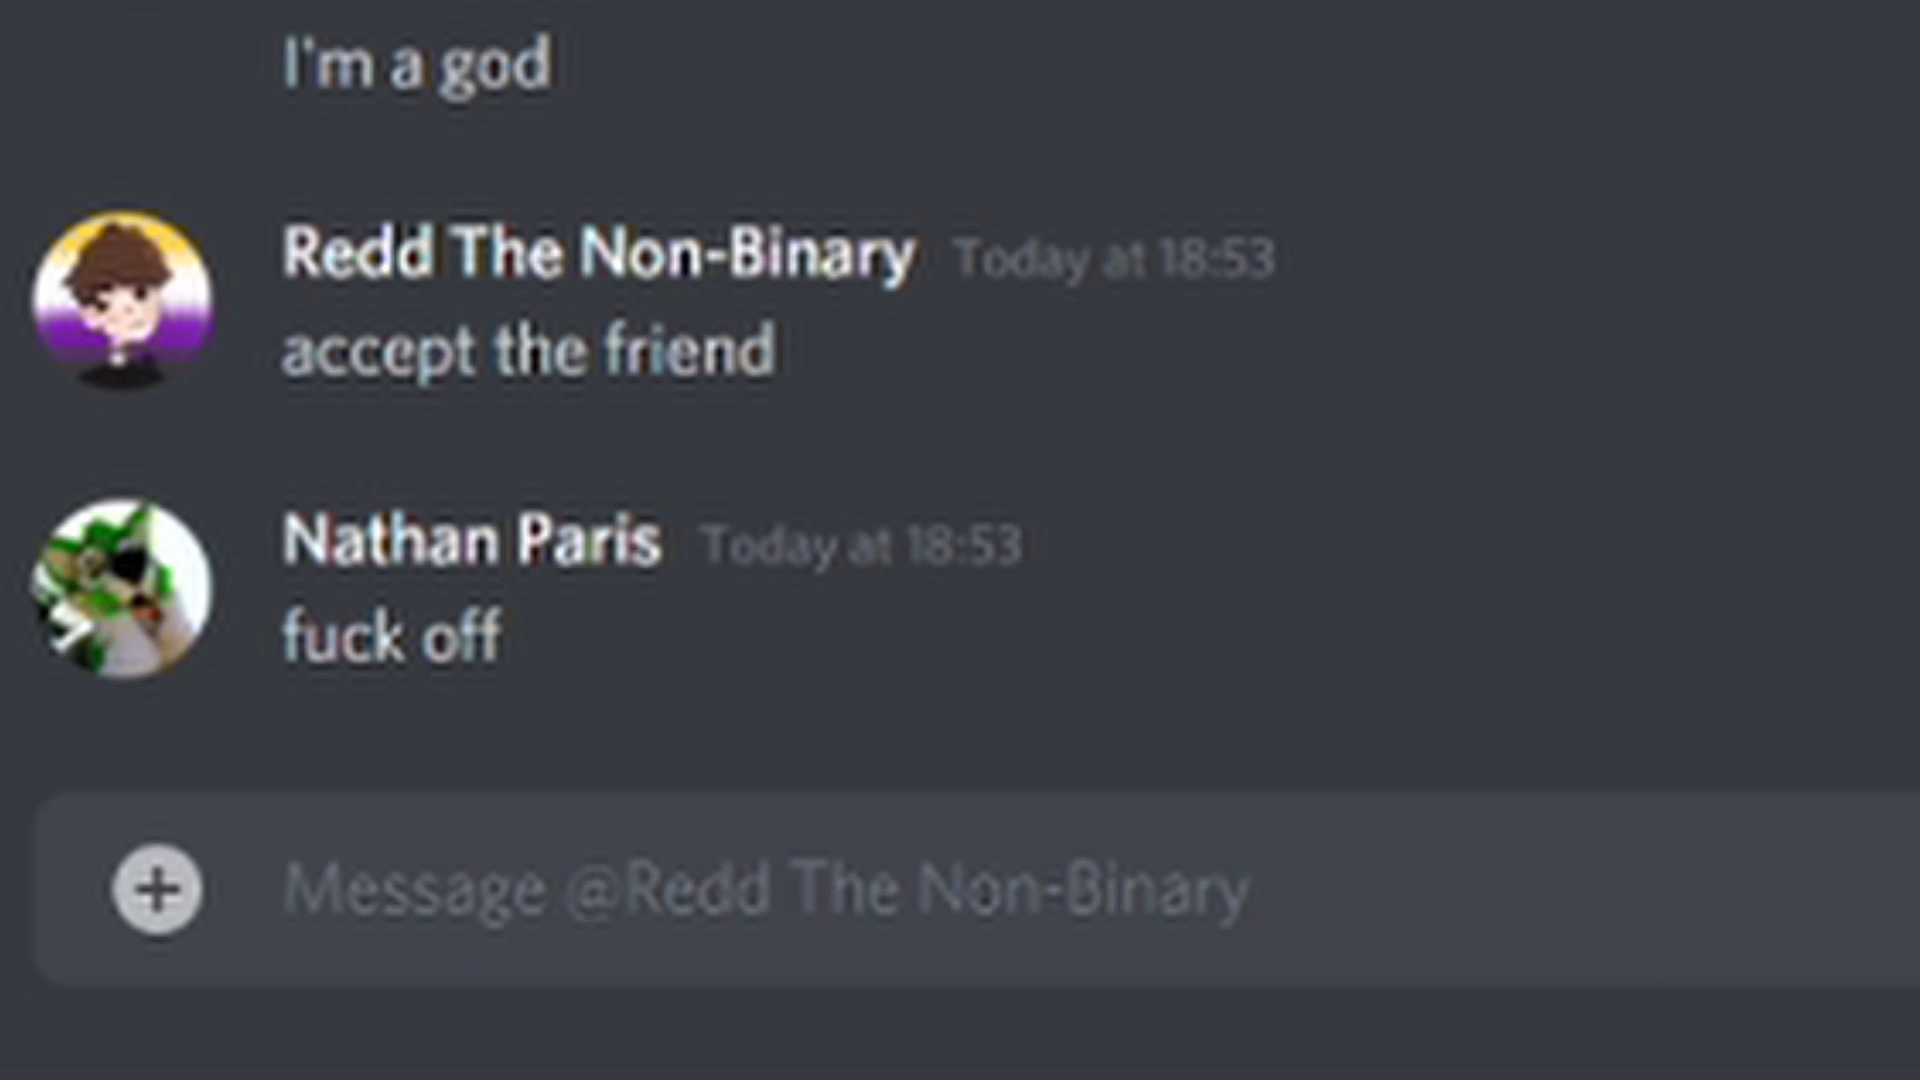 I'm a god
Redd The Non-Binary Today at 18:53
accept the friend
Nathan Paris Today at 18:53
fuck off
Message @Redd The Non-Binary